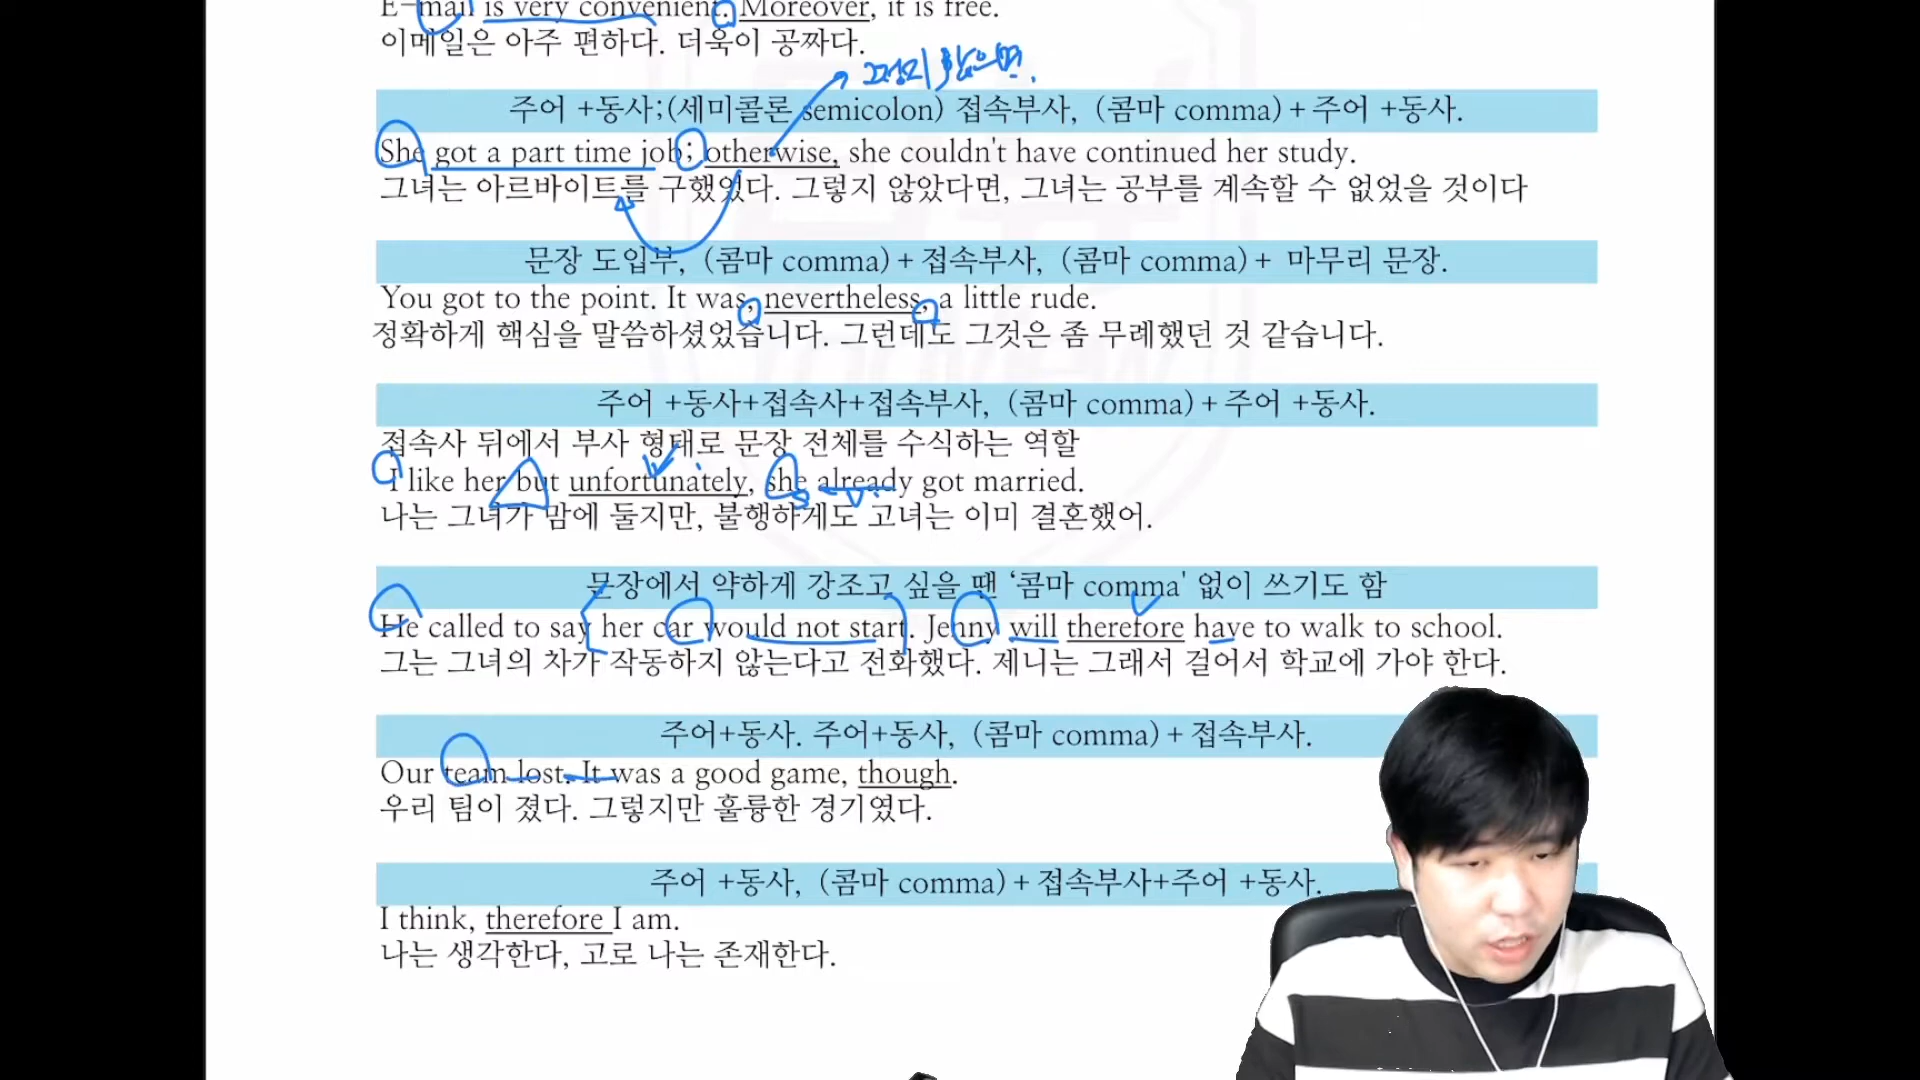 E-mail is very convenient. Moreover, it is free.
이메일은 아주 편하다. 더욱이 공짜다.
그렇지 않으면.
주어 +동사;(세미콜론 semicolon) 접속부사, (콤마 comma)+주어 +동사.
She got a part time job; otherwise, she couldn't have continued her study.
그녀는 아르바이트를 구했었다. 그렇지 않았다면, 그녀는 공부를 계속할 수 없었을 것이다
문장 도입부, (콤마 comma)+접속부사, (콤마 comma)+ 마무리 문장.
You got to the point. It was, nevertheless, a little rude.
정확하게 핵심을 말씀하셨었습니다. 그런데도 그것은 좀 무례했던 것 같습니다.
주어 +동사+접속사+접속부사, (콤마 comma)+주어 +동사.
접속사 뒤에서 부사 형태로 문장 전체를 수식하는 역할
I like her but unfortunately, she already got married.
나는 그녀가 맘에 둘지만, 불행하게도 고녀는 이미 결혼했어.
문장에서 약하게 강조고 싶을 땐 ‘콤마 comma' 없이 쓰기도 함
He called to say her car would not start. Jenny will therefore have to walk to school.
그는 그녀의 차가 작동하지 않는다고 전화했다. 제니는 그래서 걸어서 학교에 가야 한다.
주어+동사. 주어+동사, (콤마 comma)+접속부사.
Our team lost. It was a good game, though.
우리 팀이 졌다. 그렇지만 훌륭한 경기였다.
주어 +동사, (콤마 comma)+접속부사+주어 +동사.
I think, therefore I am.
나는 생각한다, 고로 나는 존재한다.